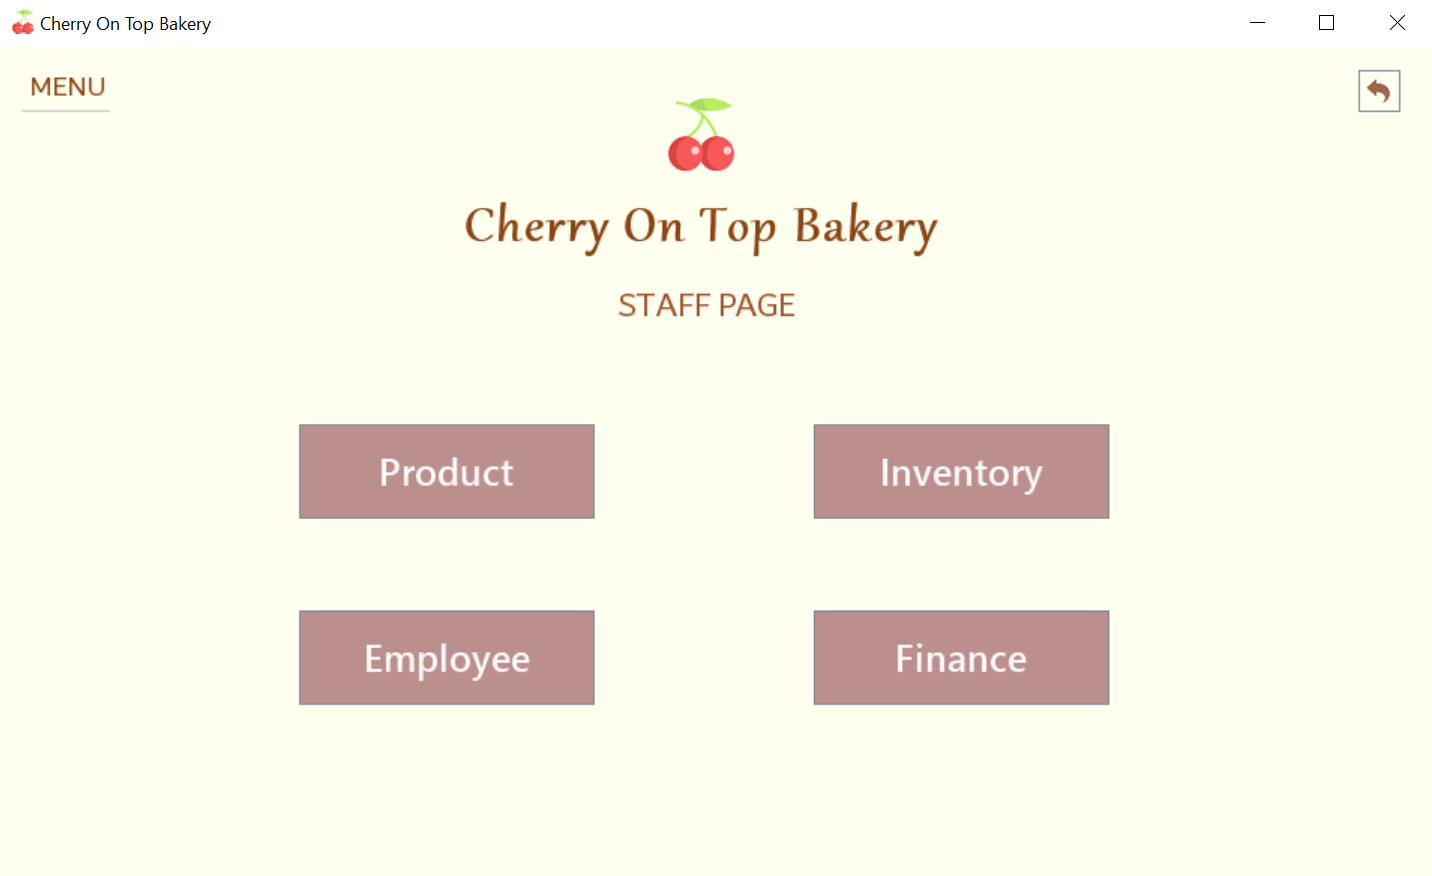 Cherry On Top Bakery
MENU
Cherry On Top Bakery
STAFF PAGE
Product
Inventory
Employee
Finance